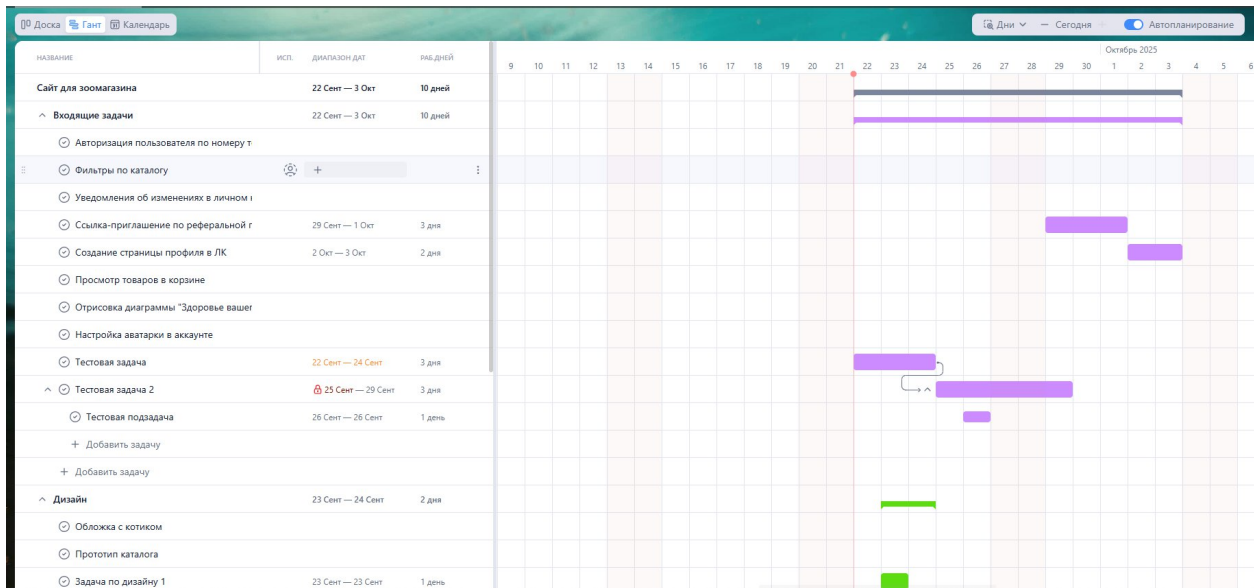 Доска Гант Календарь Дни — Сегодня Автопланирование
НАЗВАНИЕ ИСП. ДИАПАЗОН ДАТ РАБ.ДНЕЙ Октябрь 2025
9 10 11 12 13 14 15 16 17 18 19 20 21 22 23 24 25 26 27 28 29 30 1 2 3 4 5 6
Сайт для зоомагазина 22 Сент — 3 Окт 10 дней
Входящие задачи 22 Сент — 3 Окт 10 дней
Авторизация пользователя по номеру т
Фильтры по каталогу +
Уведомления об изменениях в личном
Ссылка-приглашение по реферальной г 29 Сент — 1 Окт 3 дня
Создание страницы профиля в ЛК 2 Окт — 3 Окт 2 дня
Просмотр товаров в корзине
Отрисовка диаграммы "Здоровье вашег
Настройка аватарки в аккаунте
Тестовая задача 22 Сент — 24 Сент 3 дня
Тестовая задача 2 25 Сент — 29 Сент 3 дня
Тестовая подзадача 26 Сент — 26 Сент 1 день
+ Добавить задачу
+ Добавить задачу
Дизайн 23 Сент — 24 Сент 2 дня
Обложка с котиком
Прототип каталога
Задача по дизайну 1 23 Сент — 23 Сент 1 день